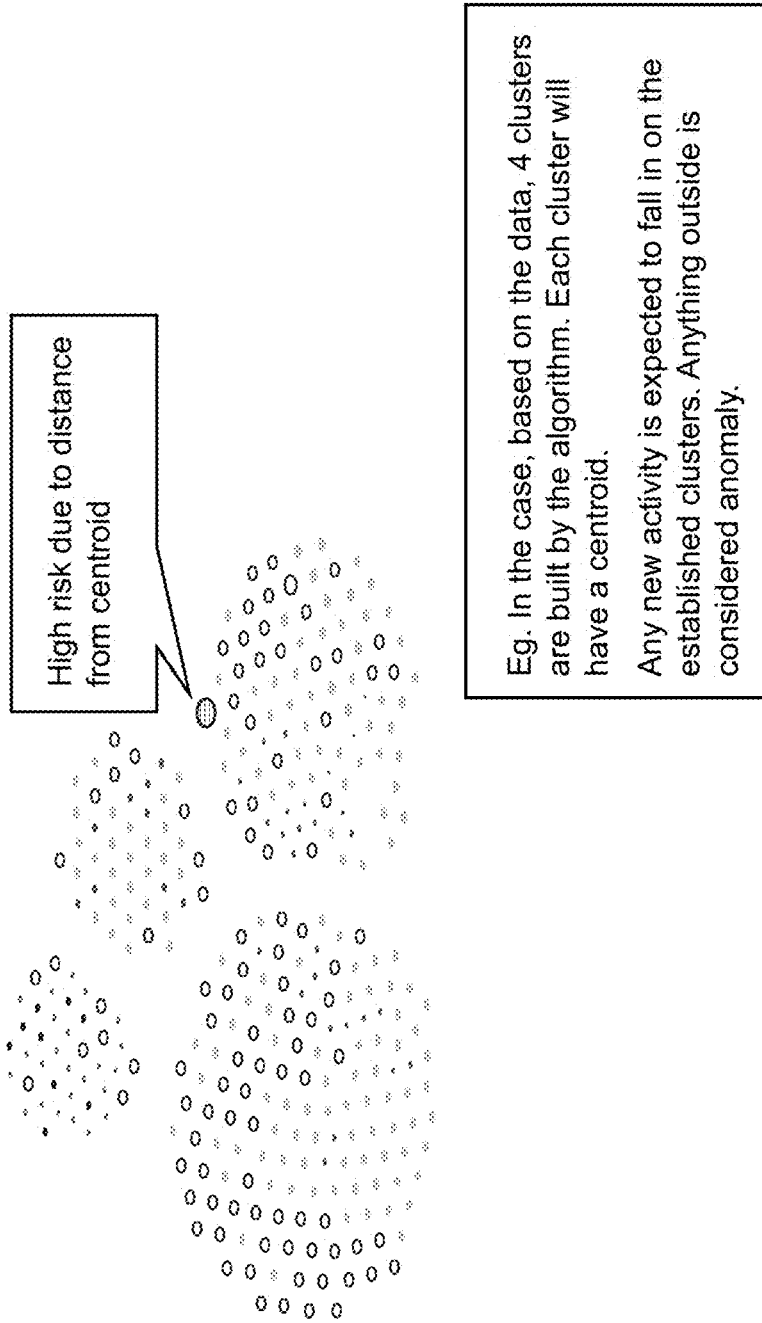 High risk due to distance
from centroid
Eg. In the case, based on the data, 4 clusters
are built by the algorithm. Each cluster will
have a centroid.
Any new activity is expected to fall in on the
established clusters. Anything outside is
considered anomaly.